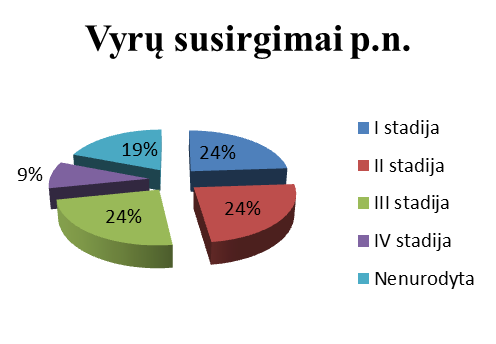 Vyrų susirgimai p.n.
24%
24%
24%
9%
19%
I stadija
II stadija
III stadija
IV stadija
Nenurodyta